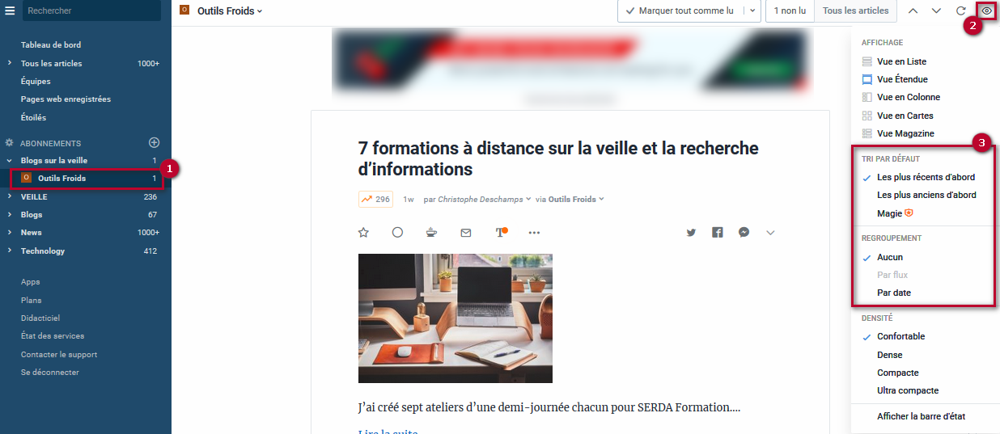 Rechercher
Tableau de bord
Tous les articles 1000+
Équipes
Pages web enregistrées
Étoilés
ABONNEMENTS
Blogs sur la veille 1
O Outils Froids 1
1
VEILLE 236
Blogs 67
News 1000+
Technology 412
Apps
Plans
Didacticiel
État des services
Contacter le support
Se déconnecter
O Outils Froids
Marquer tout comme lu
1 non lu
Tous les articles
2
7 formations à distance sur la veille et la recherche
d’informations
296 1w par Christophe Deschamps via Outils Froids
T
J’ai créé sept ateliers d’une demi-journée chacun pour SERDA Formation....
Lire la suite
AFFICHAGE
Vue en Liste
Vue Étendue
Vue en Colonne
Vue en Cartes
Vue Magazine
3
TRI PAR DÉFAUT
Les plus récents d'abord
Les plus anciens d'abord
Magie
REGROUPEMENT
Aucun
Par flux
Par date
DENSITÉ
Confortable
Dense
Compacte
Ultra compacte
Afficher la barre d'état